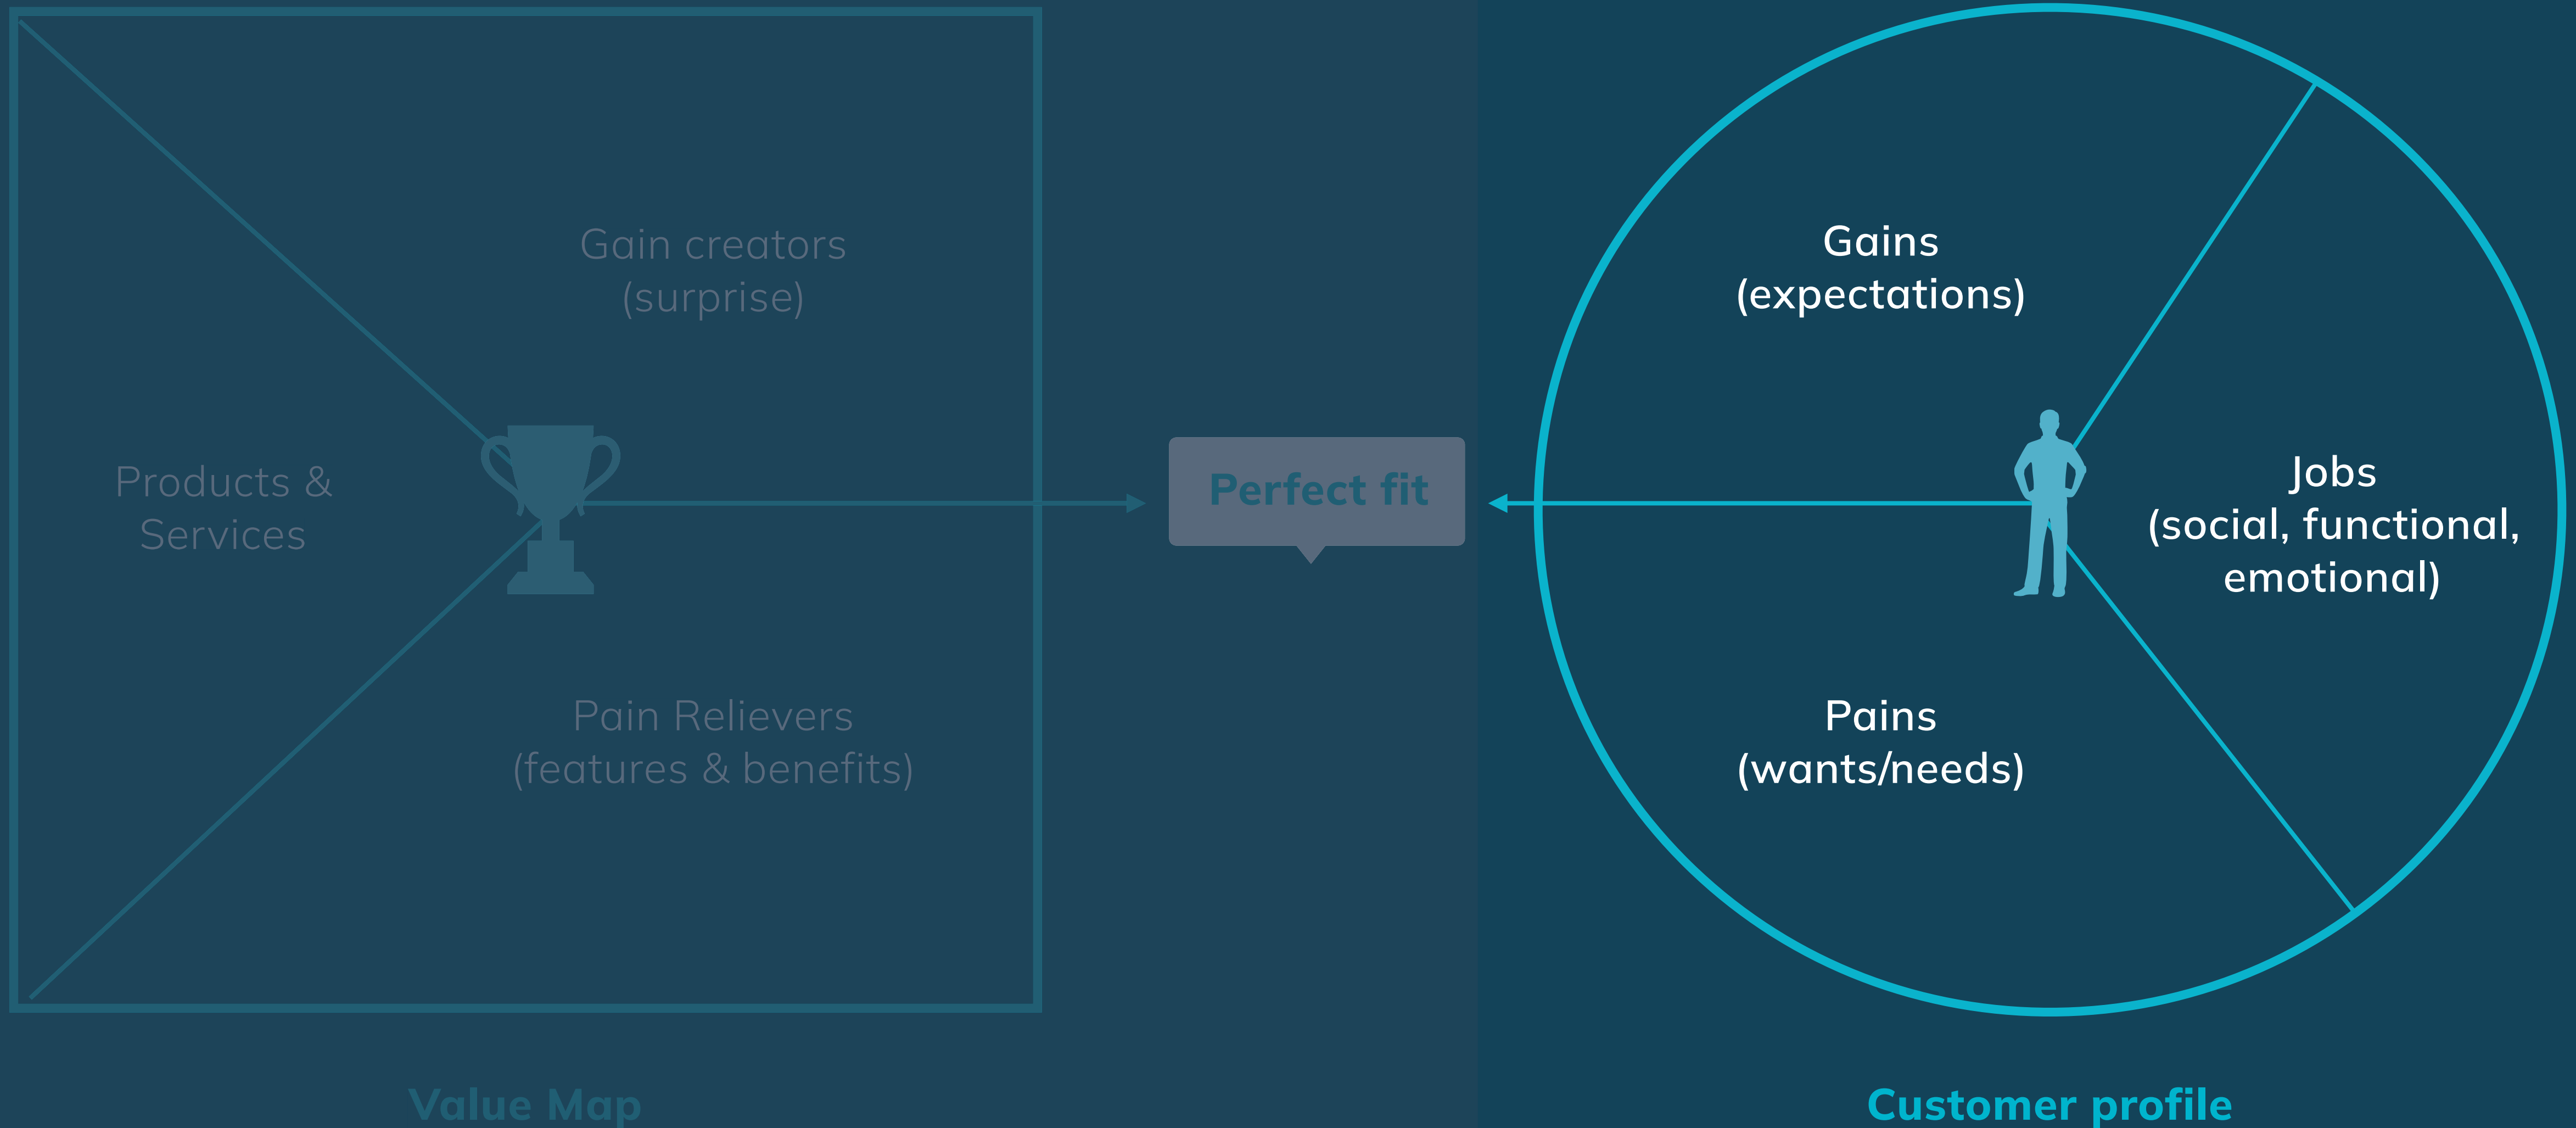 Gain creators
(surprise)
Products &
Services
Pain Relievers
(features & benefits)
Value Map
Perfect fit
Gains
(expectations)
Jobs
(social, functional,
emotional)
Pains
(wants/needs)
Customer profile